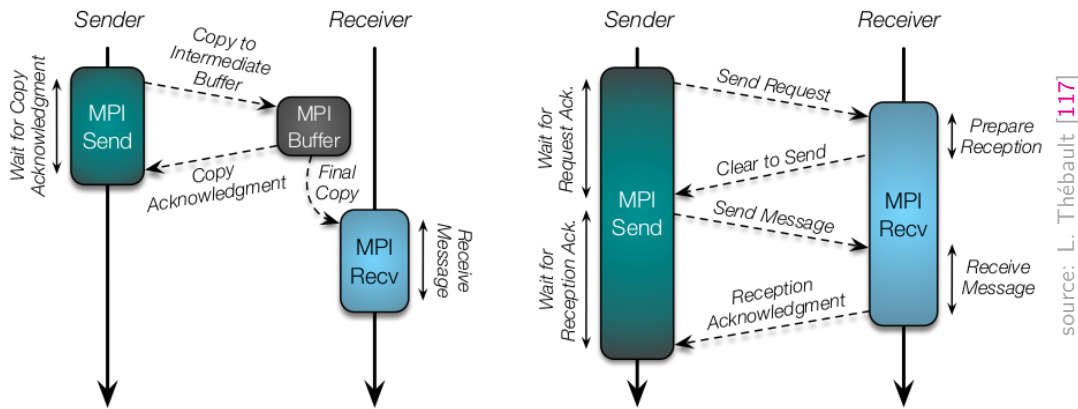 Sender
Receiver
Copy to
Intermediate
Buffer
Wait for Copy
Acknowledgment
MPI
Send
MPI
Buffer
Copy
Acknowledgment
Final
Copy
MPI
Recv
Receive
Message
Sender
Receiver
Send Request
Wait for
Request Ack.
Prepare
Reception
Clear to Send
MPI
Send
Send Message
MPI
Recv
Wait for
Reception Ack.
Receive
Message
Reception
Acknowledgment
source: L. Thébault [117]